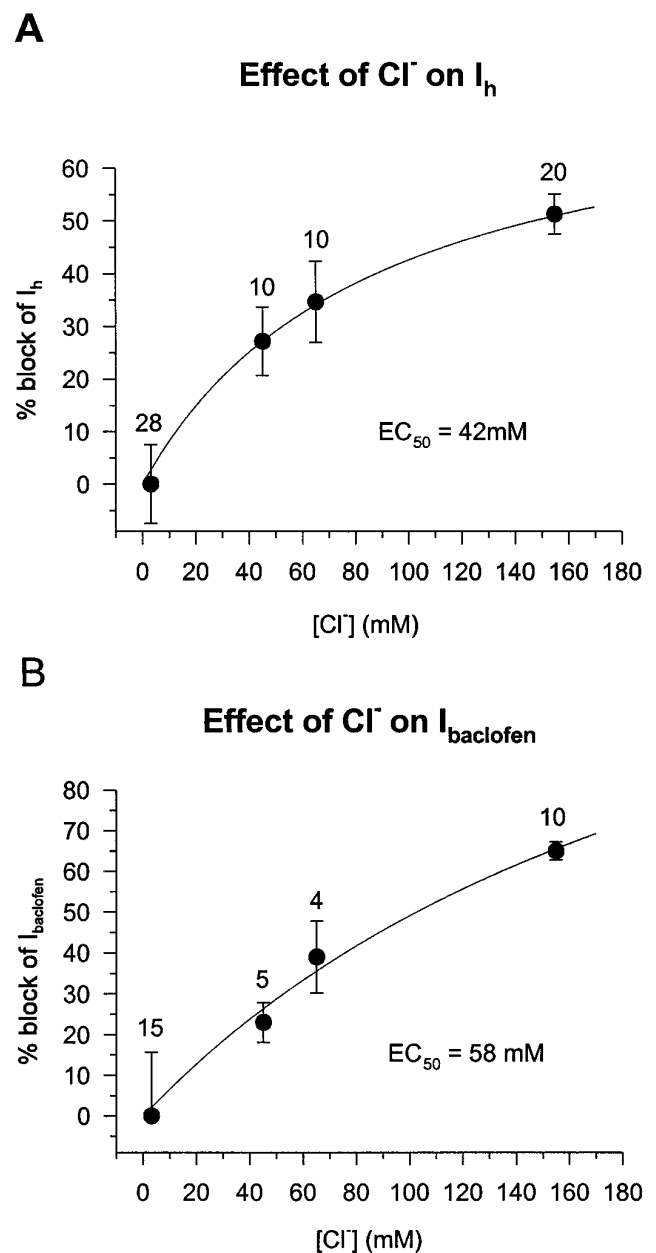 A
Effect of Cl⁻ on Iₕ
60
50
40
30
20
10
0
% block of Iₕ
28
10
10
20
EC₅₀ = 42mM
0 20 40 60 80 100 120 140 160 180
[Cl⁻] (mM)
B
Effect of Cl⁻ on I_baclofen
80
70
60
50
40
30
20
10
0
% block of I_baclofen
15
5
4
10
EC₅₀ = 58 mM
0 20 40 60 80 100 120 140 160 180
[Cl⁻] (mM)